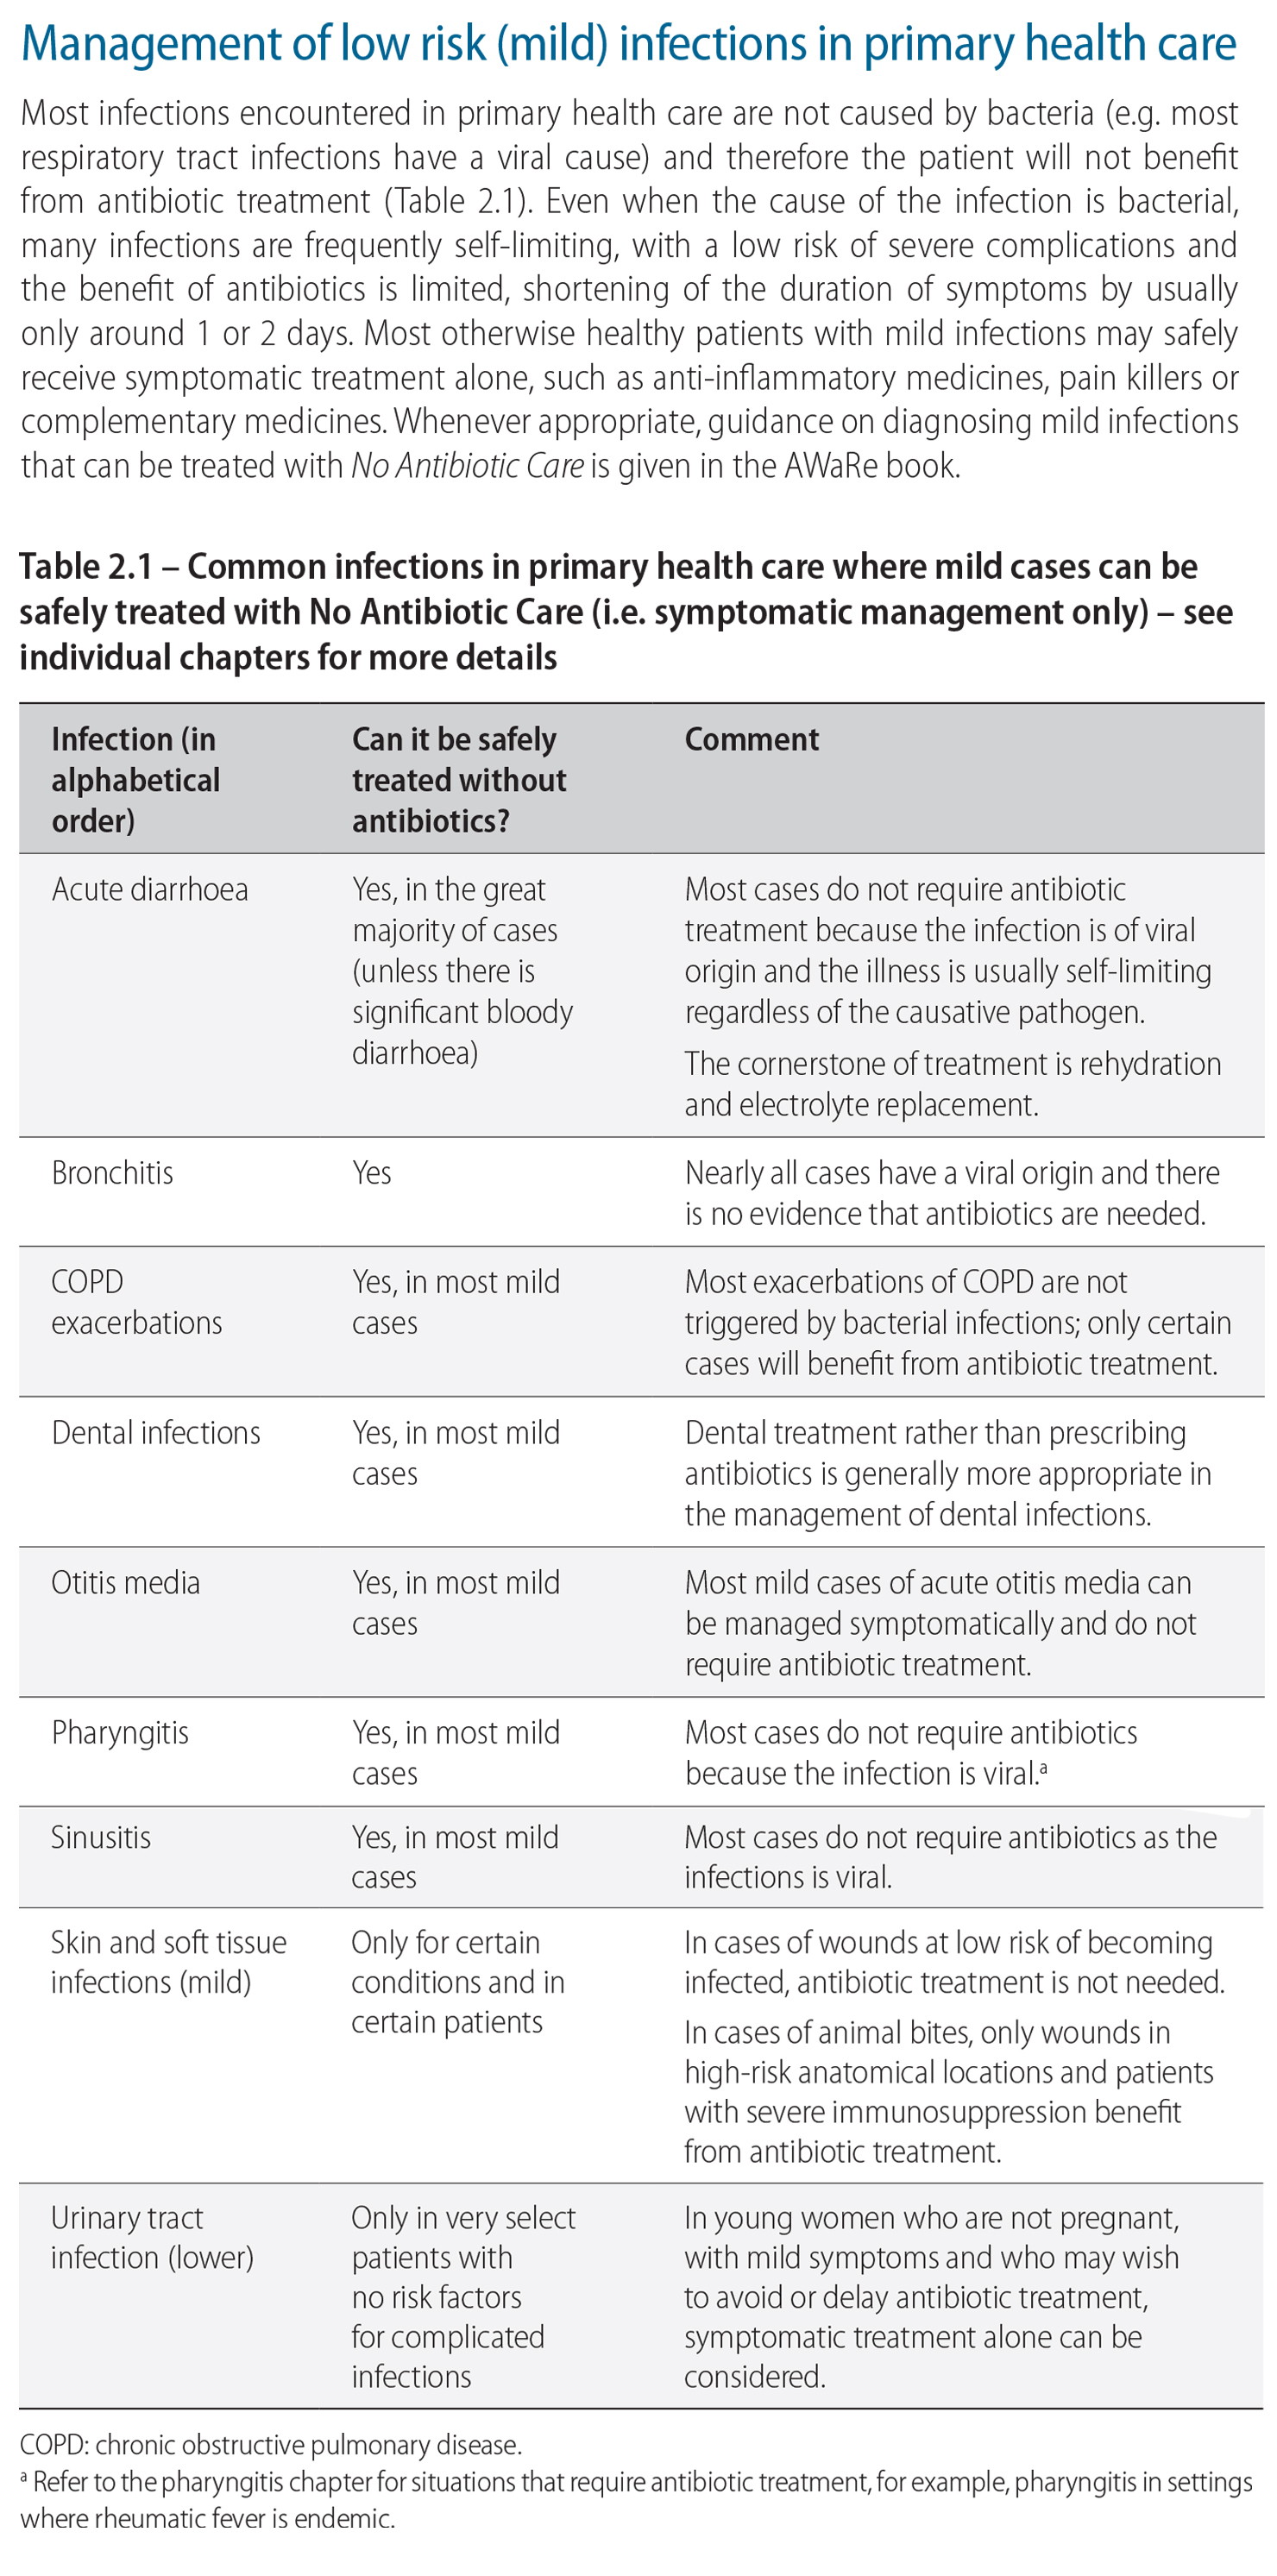 Management of low risk (mild) infections in primary health care
Most infections encountered in primary health care are not caused by bacteria (e.g. most
respiratory tract infections have a viral cause) and therefore the patient will not benefit
from antibiotic treatment (Table 2.1). Even when the cause of the infection is bacterial,
many infections are frequently self-limiting, with a low risk of severe complications and
the benefit of antibiotics is limited, shortening of the duration of symptoms by usually
only around 1 or 2 days. Most otherwise healthy patients with mild infections may safely
receive symptomatic treatment alone, such as anti-inflammatory medicines, pain killers or
complementary medicines. Whenever appropriate, guidance on diagnosing mild infections
that can be treated with No Antibiotic Care is given in the AWaRe book.
Table 2.1 – Common infections in primary health care where mild cases can be
safely treated with No Antibiotic Care (i.e. symptomatic management only) – see
individual chapters for more details
Infection (in
alphabetical
order)
Can it be safely
treated without
antibiotics?
Comment
Acute diarrhoea
Yes, in the great
majority of cases
(unless there is
significant bloody
diarrhoea)
Most cases do not require antibiotic
treatment because the infection is of viral
origin and the illness is usually self-limiting
regardless of the causative pathogen.
The cornerstone of treatment is rehydration
and electrolyte replacement.
Bronchitis
Yes
Nearly all cases have a viral origin and there
is no evidence that antibiotics are needed.
COPD
exacerbations
Yes, in most mild
cases
Most exacerbations of COPD are not
triggered by bacterial infections; only certain
cases will benefit from antibiotic treatment.
Dental infections
Yes, in most mild
cases
Dental treatment rather than prescribing
antibiotics is generally more appropriate in
the management of dental infections.
Otitis media
Yes, in most mild
cases
Most mild cases of acute otitis media can
be managed symptomatically and do not
require antibiotic treatment.
Pharyngitis
Yes, in most mild
cases
Most cases do not require antibiotics
because the infection is viral.ᵃ
Sinusitis
Yes, in most mild
cases
Most cases do not require antibiotics as the
infections is viral.
Skin and soft tissue
infections (mild)
Only for certain
conditions and in
certain patients
In cases of wounds at low risk of becoming
infected, antibiotic treatment is not needed.
In cases of animal bites, only wounds in
high-risk anatomical locations and patients
with severe immunosuppression benefit
from antibiotic treatment.
Urinary tract
infection (lower)
Only in very select
patients with
no risk factors
for complicated
infections
In young women who are not pregnant,
with mild symptoms and who may wish
to avoid or delay antibiotic treatment,
symptomatic treatment alone can be
considered.
COPD: chronic obstructive pulmonary disease.
ᵃ Refer to the pharyngitis chapter for situations that require antibiotic treatment, for example, pharyngitis in settings
where rheumatic fever is endemic.